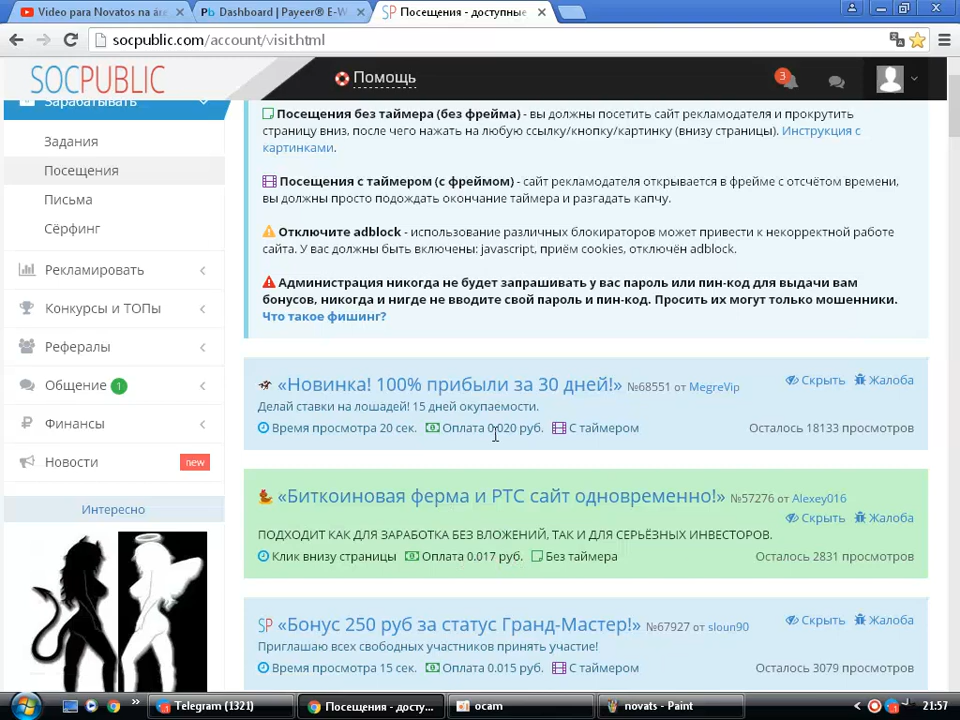 Video para Novatos na áre
Dashboard | Payeer® E-W
Посещения - доступные
socpublic.com/account/visit.html
SOCPUBLIC
Помощь
3
Зарабатывать
Задания
Посещения
Письма
Сёрфинг
Рекламировать
Конкурсы и ТОПы
Рефералы
Общение 1
Финансы
Новости new
Интересно
Посещения без таймера (без фрейма) - вы должны посетить сайт рекламодателя и прокрутить
страницу вниз, после чего нажать на любую ссылку/кнопку/картинку (внизу страницы). Инструкция с
картинками.
Посещения с таймером (с фреймом) - сайт рекламодателя открывается в фрейме с отсчётом времени,
вы должны просто подождать окончание таймера и разгадать капчу.
Отключите adblock - использование различных блокираторов может привести к некорректной работе
сайта. У вас должны быть включены: javascript, приём cookies, отключён adblock.
Администрация никогда не будет запрашивать у вас пароль или пин-код для выдачи вам
бонусов, никогда и нигде не вводите свой пароль и пин-код. Просить их могут только мошенники.
Что такое фишинг?
«Новинка! 100% прибыли за 30 дней!» №68551 от MegreVip Скрыть Жалоба
Делай ставки на лошадей! 15 дней окупаемости.
Время просмотра 20 сек. Оплата 0.020 руб. С таймером Осталось 18133 просмотров
«Биткоиновая ферма и РТС сайт одновременно!» №57276 от Alexey016
Скрыть Жалоба
ПОДХОДИТ КАК ДЛЯ ЗАРАБОТКА БЕЗ ВЛОЖЕНИЙ, ТАК И ДЛЯ СЕРЬЁЗНЫХ ИНВЕСТОРОВ.
Клик внизу страницы Оплата 0.017 руб. Без таймера Осталось 2831 просмотров
SP «Бонус 250 руб за статус Гранд-Мастер!» №67927 от sloun90 Скрыть Жалоба
Приглашаю всех свободных участников принять участие!
Время просмотра 15 сек. Оплата 0.015 руб. С таймером Осталось 3079 просмотров
Telegram (1321)
Посещения - досту...
ocam
novats - Paint
21:57